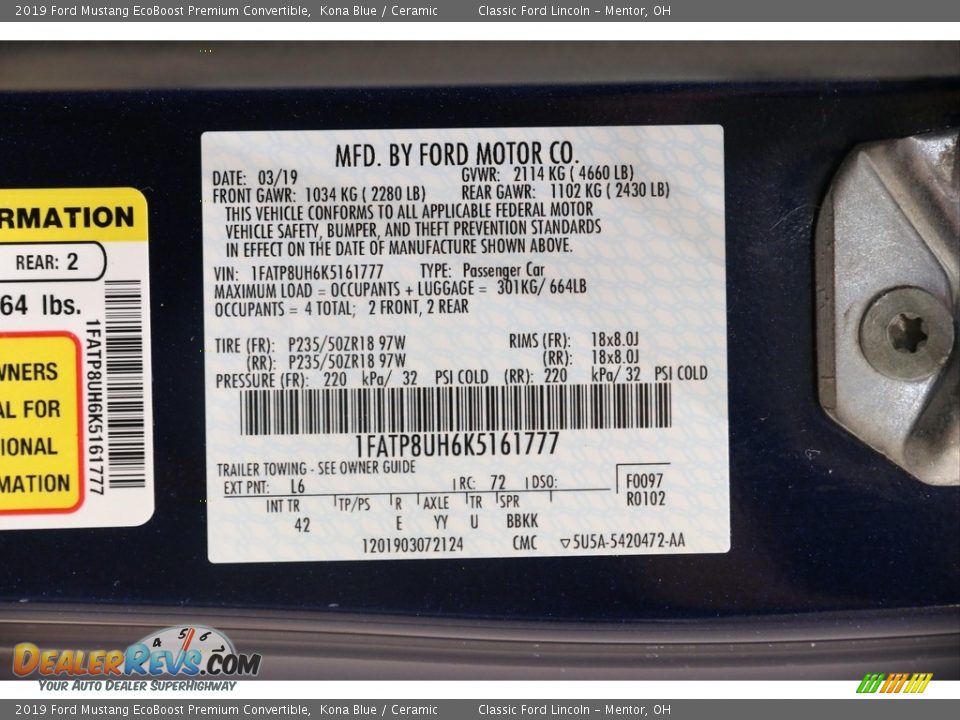 2019 Ford Mustang EcoBoost Premium Convertible, Kona Blue / Ceramic Classic Ford Lincoln - Mentor, OH
RMATION
REAR: 2
64 lbs.
WNERS
AL FOR
IONAL
MATION
1FATP8UH6K5161777
MFD. BY FORD MOTOR CO.
DATE: 03/19 GVWR: 2114 KG ( 4660 LB)
FRONT GAWR: 1034 KG ( 2280 LB) REAR GAWR: 1102 KG ( 2430 LB)
THIS VEHICLE CONFORMS TO ALL APPLICABLE FEDERAL MOTOR
VEHICLE SAFETY, BUMPER, AND THEFT PREVENTION STANDARDS
IN EFFECT ON THE DATE OF MANUFACTURE SHOWN ABOVE.
VIN: 1FATP8UH6K5161777 TYPE: Passenger Car
MAXIMUM LOAD = OCCUPANTS + LUGGAGE = 301KG/ 664LB
OCCUPANTS = 4 TOTAL; 2 FRONT, 2 REAR
TIRE (FR): P235/50ZR18 97W RIMS (FR): 18x8.0J
(RR): P235/50ZR18 97W (RR): 18x8.0J
PRESSURE (FR): 220 kPa/ 32 PSI COLD (RR): 220 kPa/ 32 PSI COLD
1FATP8UH6K5161777
TRAILER TOWING - SEE OWNER GUIDE
EXT PNT: L6 RC: 72 DSO: F0097
R0102
INT TR TP/PS R AXLE TR SPR
42 E YY U BBKK
1201903072124 CMC ▽5U5A-5420472-AA
4 5 6
DEALERREVS.COM
YOUR AUTO DEALER SUPERHIGHWAY
2019 Ford Mustang EcoBoost Premium Convertible, Kona Blue / Ceramic Classic Ford Lincoln - Mentor, OH